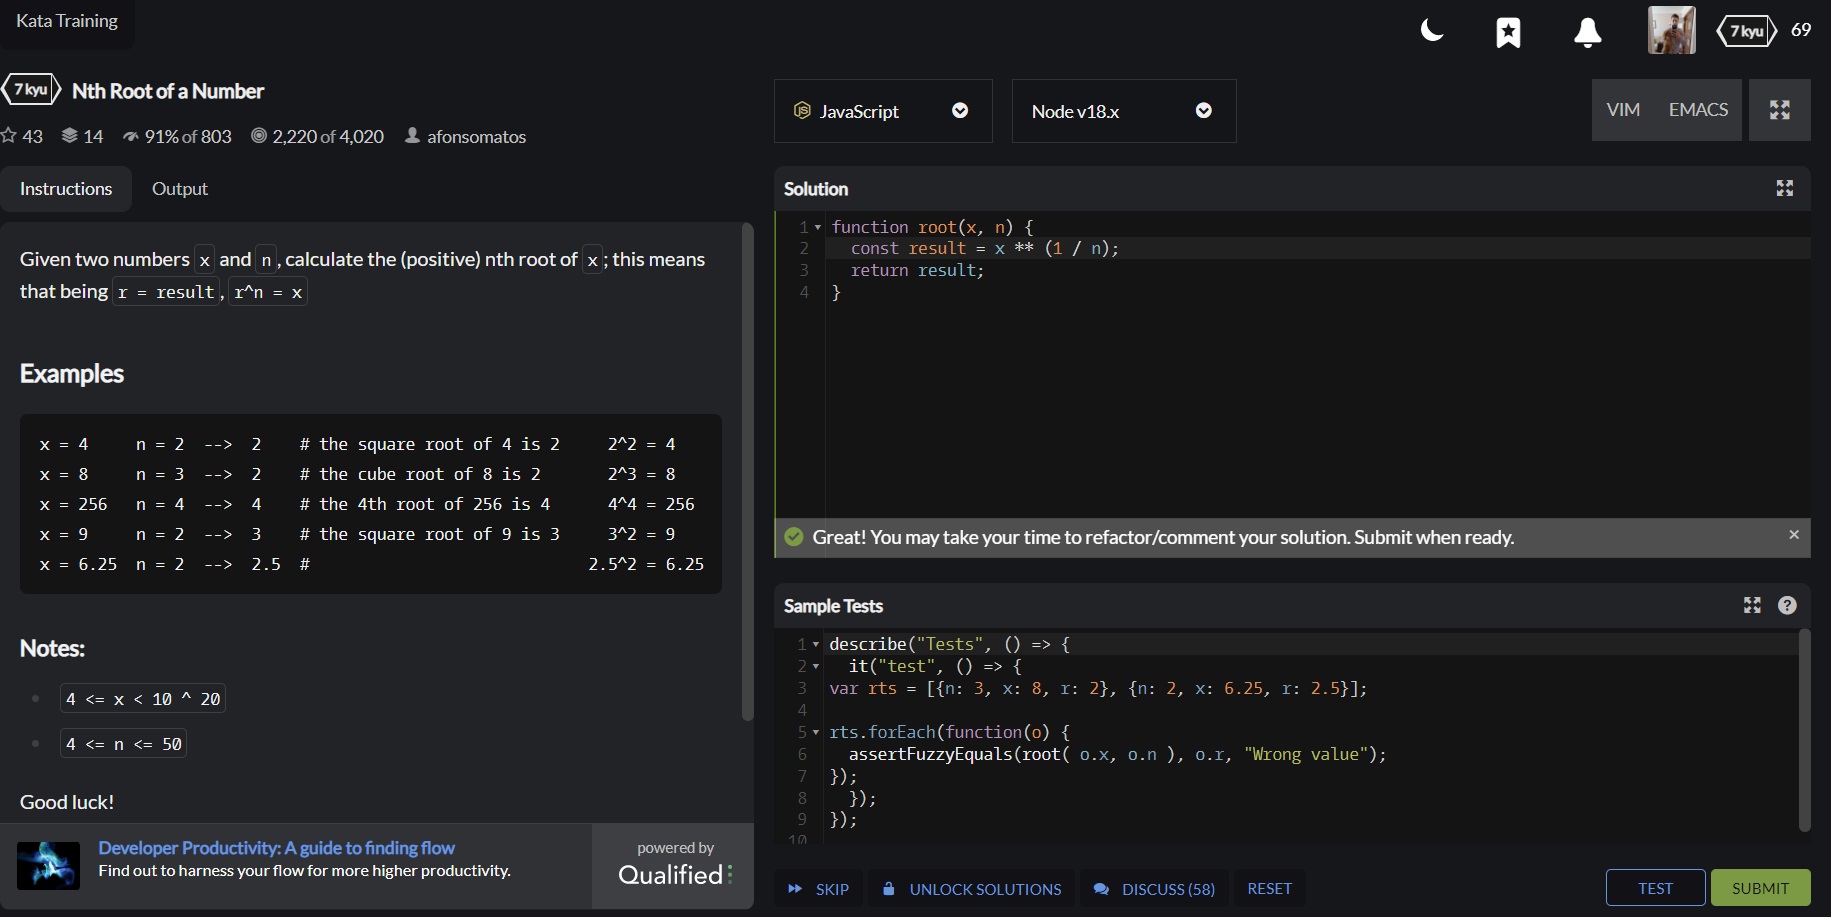 Kata Training
7 kyu 69
7 kyu Nth Root of a Number
43 14 91% of 803 2,220 of 4,020 afonsomatos
Instructions Output
Given two numbers x and n, calculate the (positive) nth root of x; this means
that being r = result, r^n = x
Examples
x = 4 n = 2 --> 2 # the square root of 4 is 2 2^2 = 4
x = 8 n = 3 --> 2 # the cube root of 8 is 2 2^3 = 8
x = 256 n = 4 --> 4 # the 4th root of 256 is 4 4^4 = 256
x = 9 n = 2 --> 3 # the square root of 9 is 3 3^2 = 9
x = 6.25 n = 2 --> 2.5 # 2.5^2 = 6.25
Notes:
4 <= x < 10 ^ 20
4 <= n <= 50
Good luck!
Developer Productivity: A guide to finding flow
Find out to harness your flow for more higher productivity.
powered by
Qualified
JS JavaScript Node v18.x VIM EMACS
Solution
1 function root(x, n) {
2 const result = x ** (1 / n);
3 return result;
4 }
Great! You may take your time to refactor/comment your solution. Submit when ready. ×
Sample Tests ?
1 describe("Tests", () => {
2 it("test", () => {
3 var rts = [{n: 3, x: 8, r: 2}, {n: 2, x: 6.25, r: 2.5}];
4
5 rts.forEach(function(o) {
6 assertFuzzyEquals(root( o.x, o.n ), o.r, "Wrong value");
7 });
8 });
9 });
10
SKIP UNLOCK SOLUTIONS DISCUSS (58) RESET TEST SUBMIT